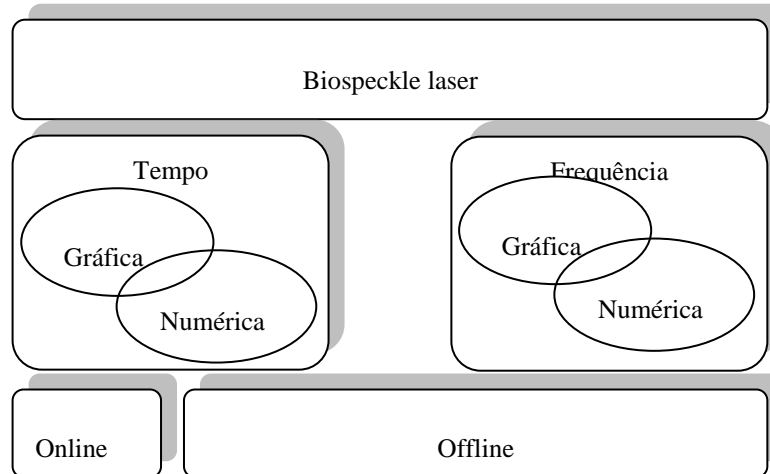 Biospeckle laser
Tempo
Frequência
Gráfica
Gráfica
Numérica
Numérica
Online
Offline